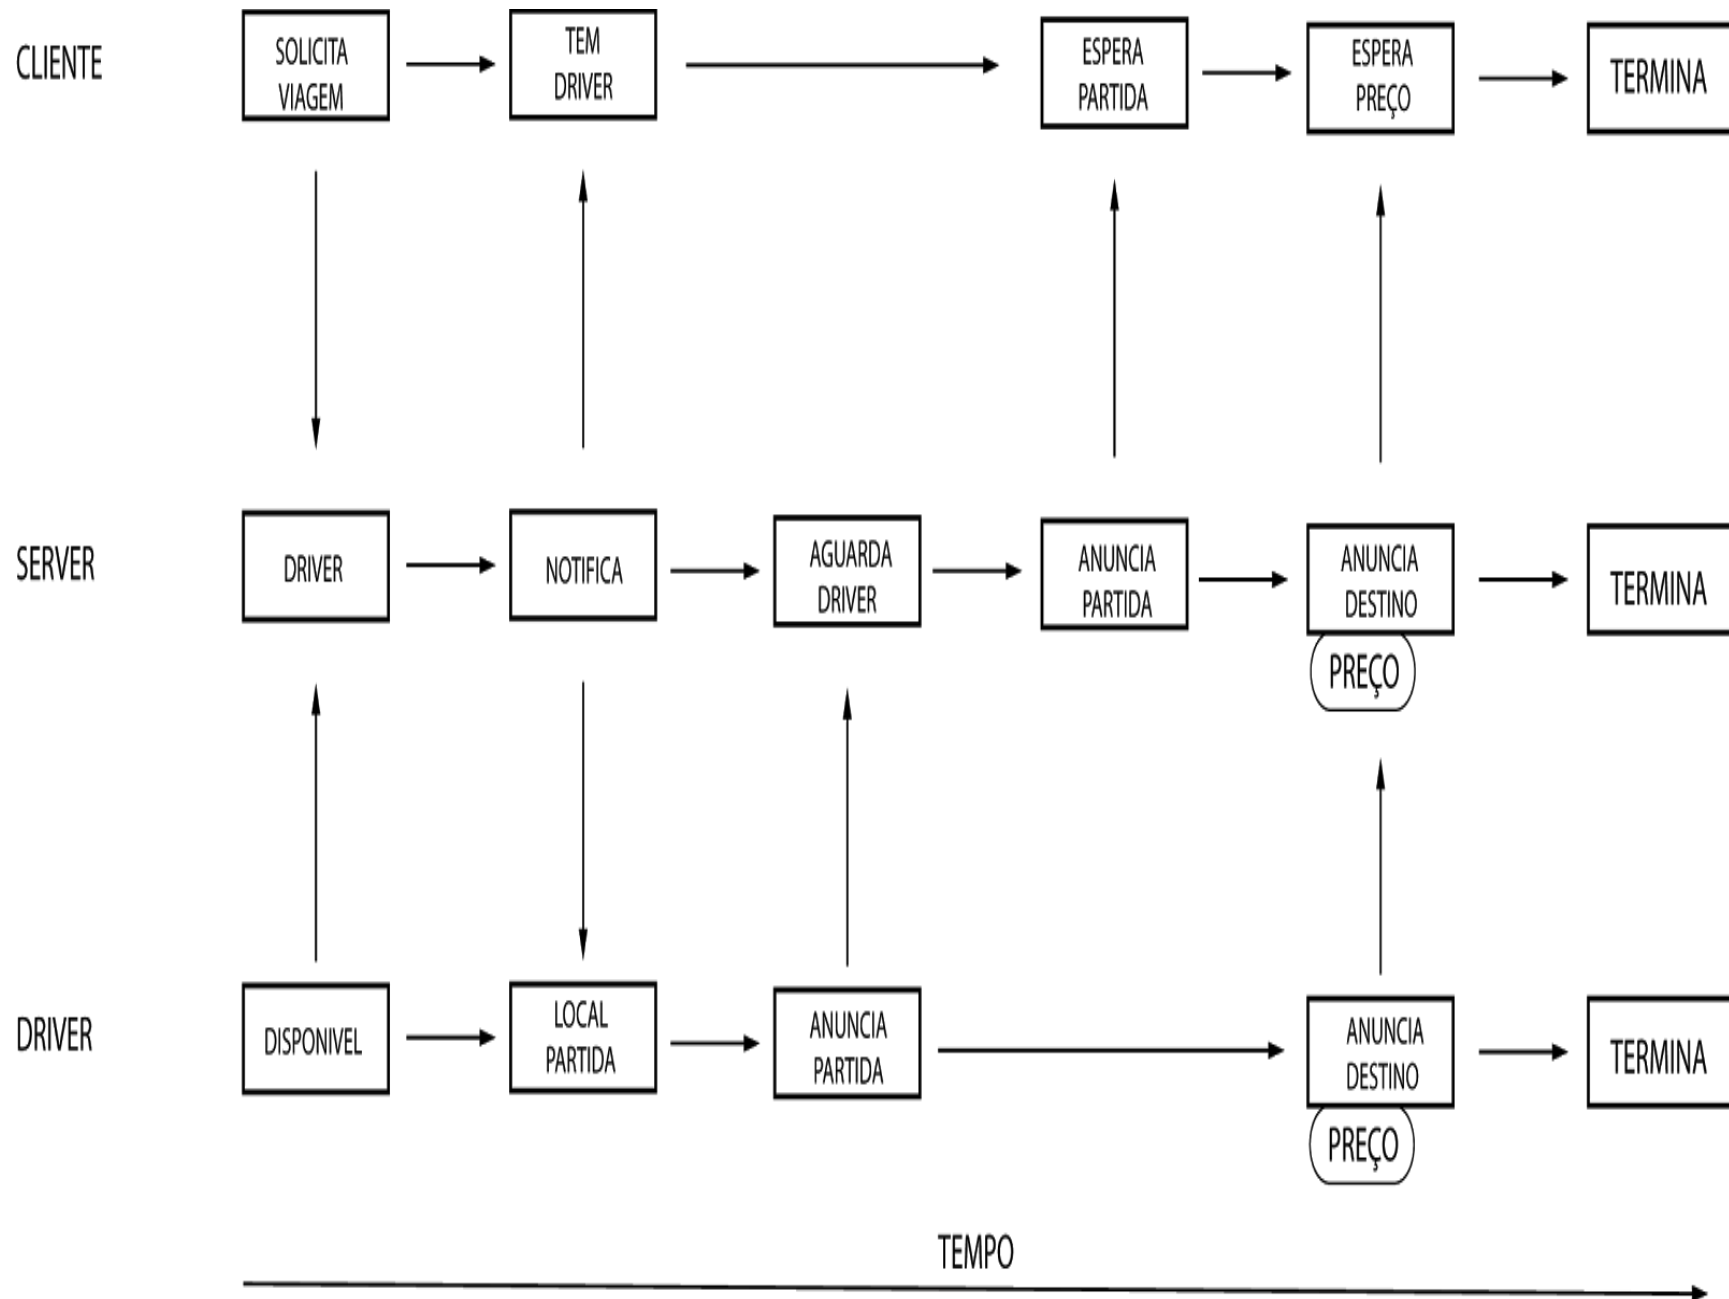 CLIENTE
SOLICITA
VIAGEM
TEM
DRIVER
ESPERA
PARTIDA
ESPERA
PREÇO
TERMINA
SERVER
DRIVER
NOTIFICA
AGUARDA
DRIVER
ANUNCIA
PARTIDA
ANUNCIA
DESTINO
PREÇO
TERMINA
DRIVER
DISPONIVEL
LOCAL
PARTIDA
ANUNCIA
PARTIDA
ANUNCIA
DESTINO
PREÇO
TERMINA
TEMPO